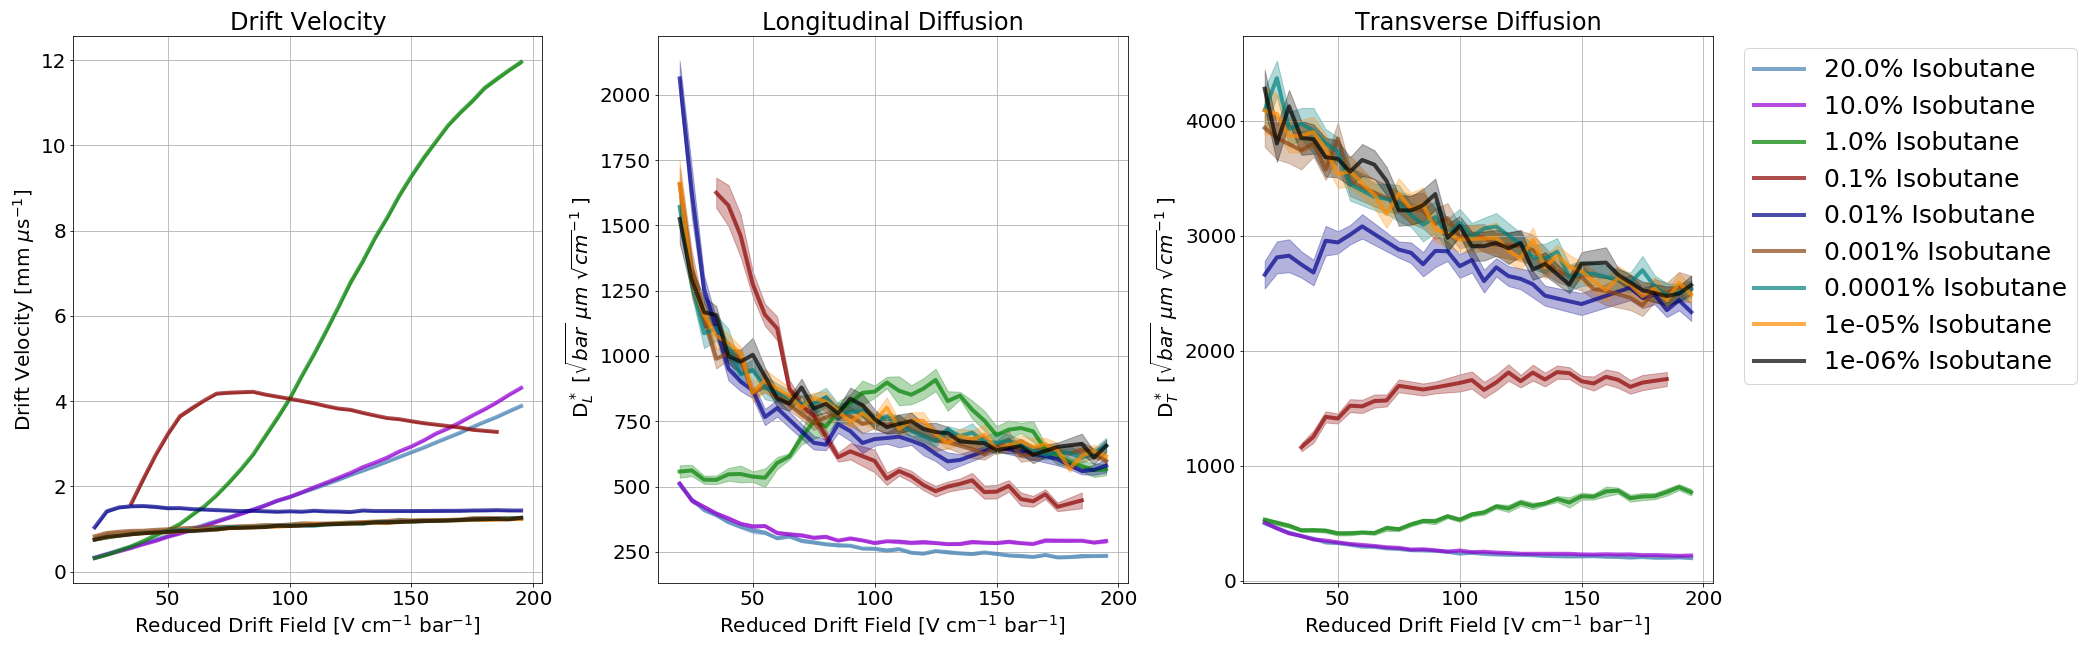 Drift Velocity
Drift Velocity [mm μs⁻¹]
12
10
8
6
4
2
0
50 100 150 200
Reduced Drift Field [V cm⁻¹ bar⁻¹]
Longitudinal Diffusion
D*L [√bar μm √cm⁻¹ ]
2000
1750
1500
1250
1000
750
500
250
50 100 150 200
Reduced Drift Field [V cm⁻¹ bar⁻¹]
Transverse Diffusion
D*T [√bar μm √cm⁻¹ ]
4000
3000
2000
1000
0
50 100 150 200
Reduced Drift Field [V cm⁻¹ bar⁻¹]
20.0% Isobutane
10.0% Isobutane
1.0% Isobutane
0.1% Isobutane
0.01% Isobutane
0.001% Isobutane
0.0001% Isobutane
1e-05% Isobutane
1e-06% Isobutane